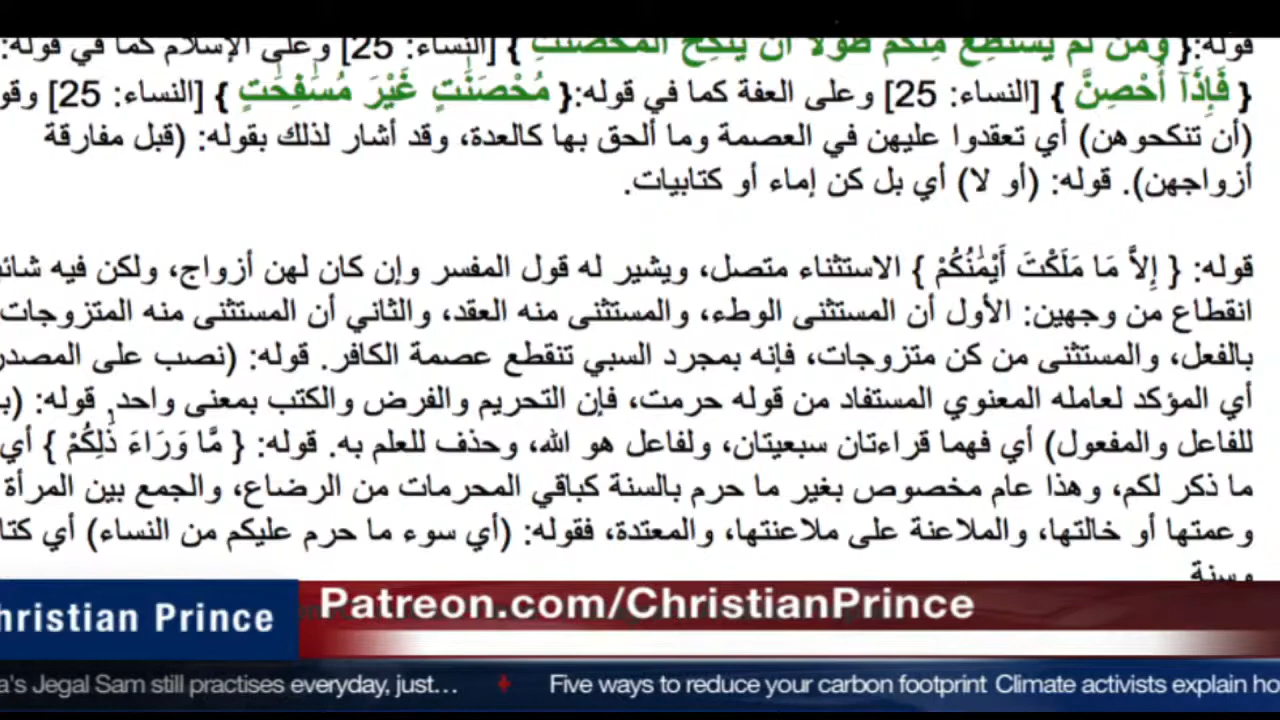 قوله:{ وَمَن لَّمْ يَسْتَطِعْ مِنكُمْ طَوْلاً أَن يَنكِحَ ٱلْمُحْصَنَٰتِ } [النساء: 25] وعلى الإسلام كما في قوله:
{ فَإِذَآ أُحْصِنَّ } [النساء: 25] وعلى العفة كما في قوله:{ مُحْصَنَٰتٍ غَيْرَ مُسَٰفِحَٰتٍ } [النساء: 25] وقو
(أن تنكحوهن) أي تعقدوا عليهن في العصمة وما ألحق بها كالعدة، وقد أشار لذلك بقوله: (قبل مفارقة
أزواجهن). قوله: (أو لا) أي بل كن إماء أو كتابيات.
قوله: { إِلاَّ مَا مَلَكْتَ أَيْمَٰنُكُمْ } الاستثناء متصل، ويشير له قول المفسر وإن كان لهن أزواج، ولكن فيه شائ
انقطاع من وجهين: الأول أن المستثنى الوطء، والمستثنى منه العقد، والثاني أن المستثنى منه المتزوجات
بالفعل، والمستثنى من كن متزوجات، فإنه بمجرد السبي تنقطع عصمة الكافر. قوله: (نصب على المصدر
أي المؤكد لعامله المعنوي المستفاد من قوله حرمت، فإن التحريم والفرض والكتب بمعنى واحد. قوله: (ب
للفاعل والمفعول) أي فهما قراءتان سبعيتان، ولفاعل هو الله، وحذف للعلم به. قوله: { مَّا وَرَاءَ ذَٰلِكُمْ } أي
ما ذكر لكم، وهذا عام مخصوص بغير ما حرم بالسنة كباقي المحرمات من الرضاع، والجمع بين المرأة
وعمتها أو خالتها، والملاعنة على ملاعنتها، والمعتدة، فقوله: (أي سوء ما حرم عليكم من النساء) أي كتا
وسنة
hristian Prince
Patreon.com/ChristianPrince
a's Jegal Sam still practises everyday, just… Five ways to reduce your carbon footprint Climate activists explain ho